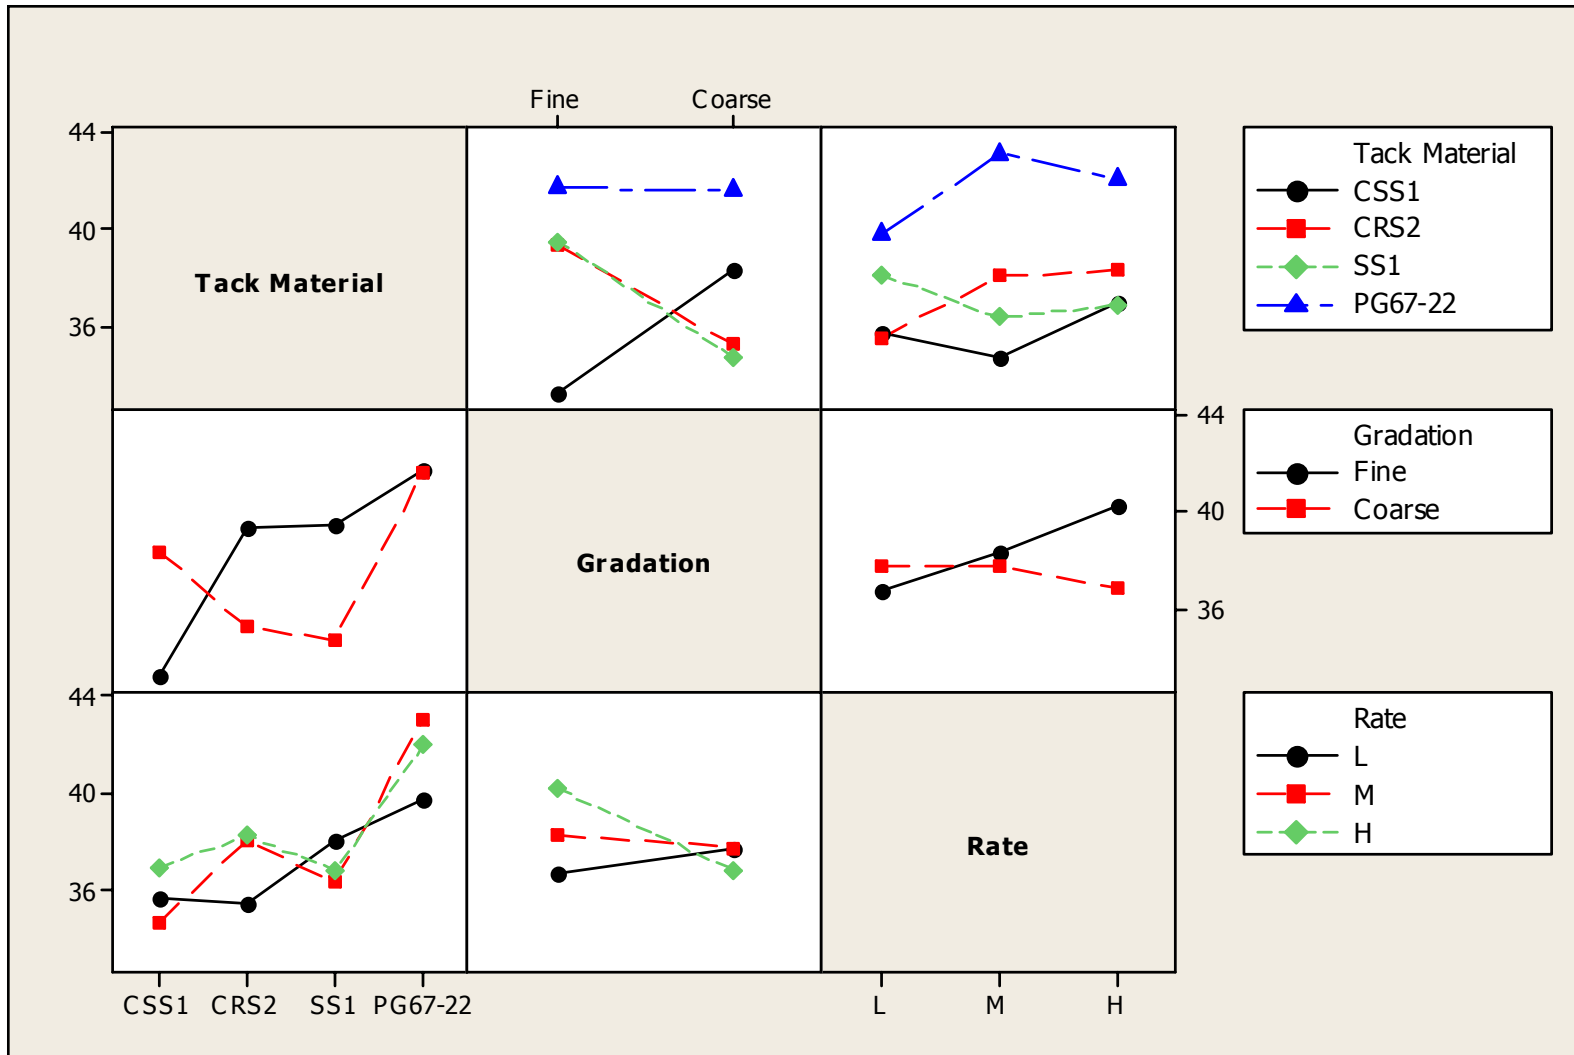 Fine Coarse
44
40
36
Tack Material
Tack Material
CSS1
CRS2
SS1
PG67-22
Gradation
44
40
36
Gradation
Fine
Coarse
44
40
36
Rate
Rate
L
M
H
CSS1 CRS2 SS1 PG67-22 L M H